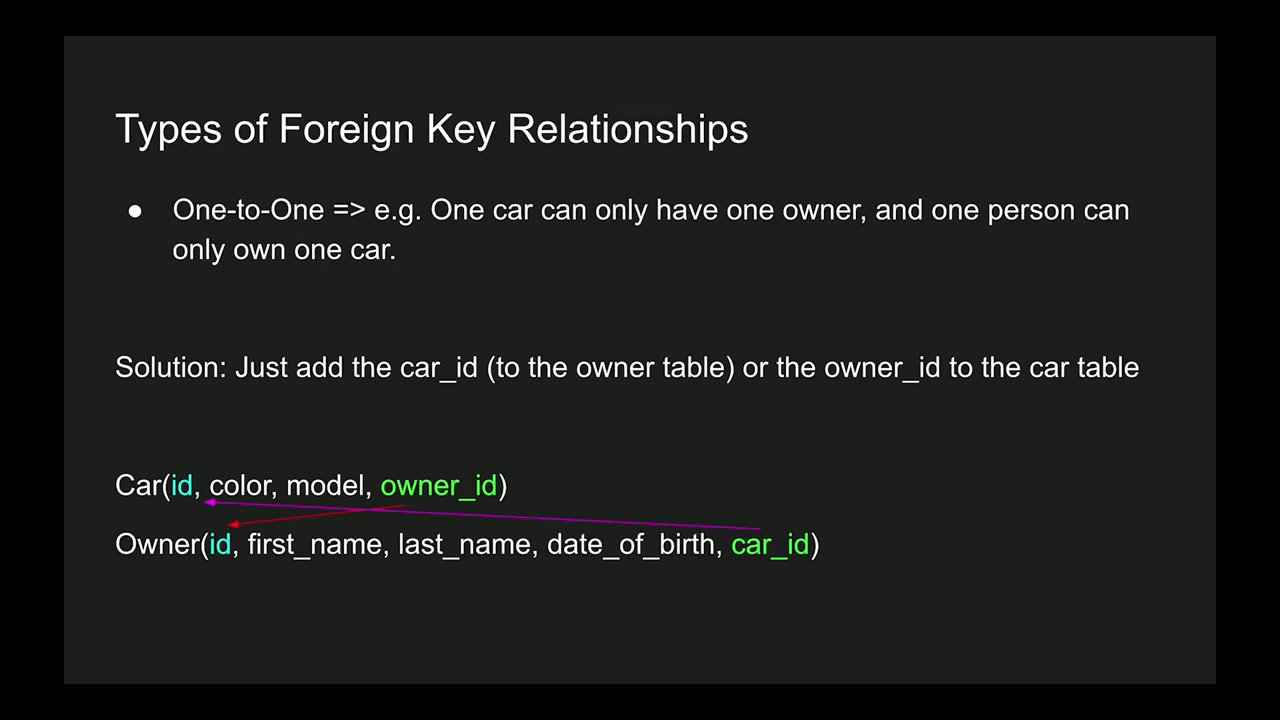 Types of Foreign Key Relationships
● One-to-One => e.g. One car can only have one owner, and one person can
only own one car.
Solution: Just add the car_id (to the owner table) or the owner_id to the car table
Car(id, color, model, owner_id)
Owner(id, first_name, last_name, date_of_birth, car_id)